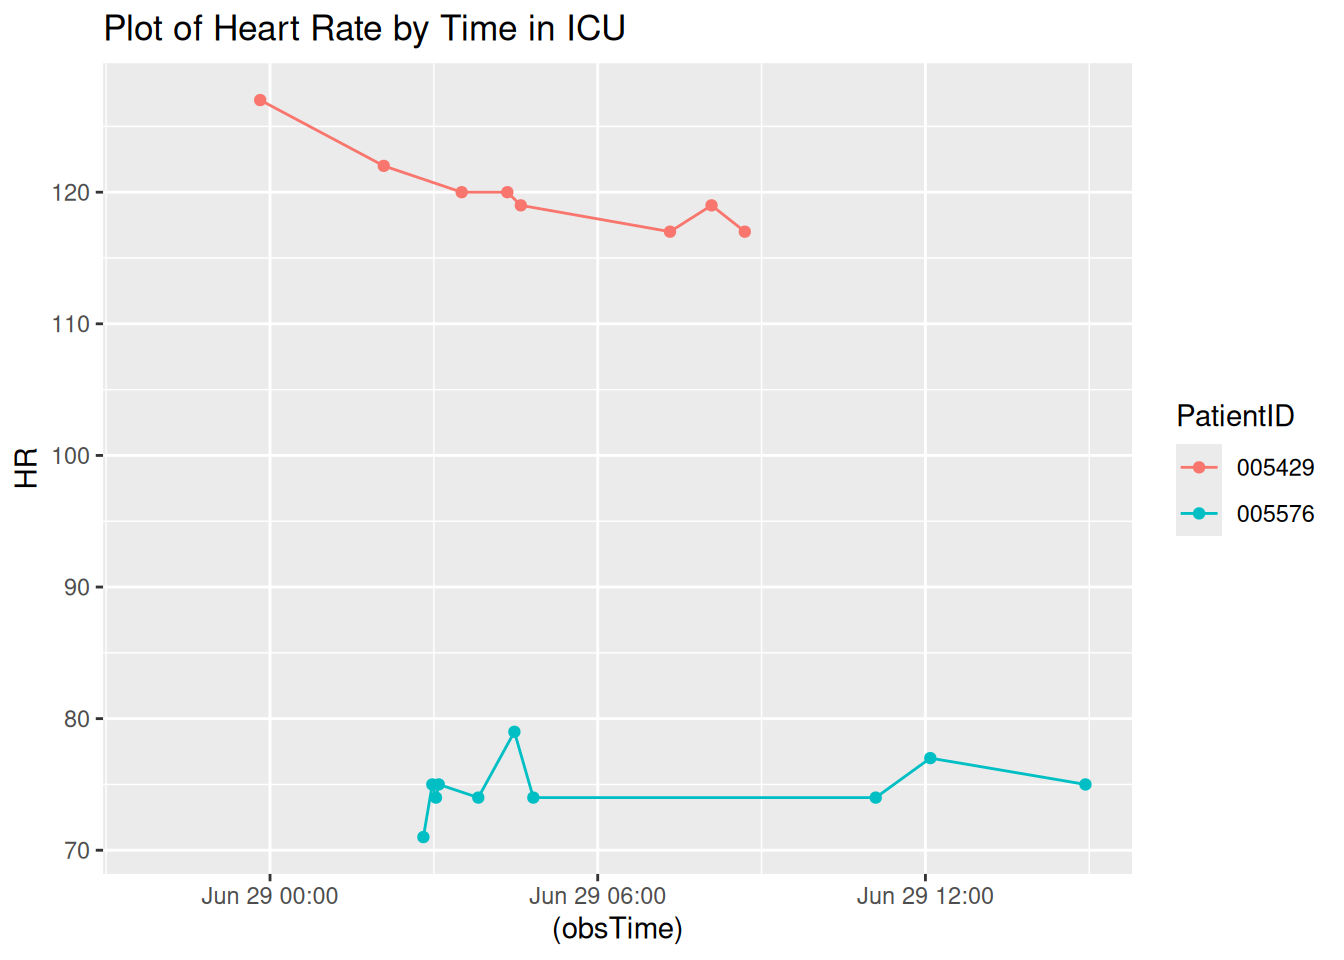 Plot of Heart Rate by Time in ICU
120
110
100
90
80
70
HR
Jun 29 00:00
Jun 29 06:00
Jun 29 12:00
(obsTime)
PatientID
005429
005576